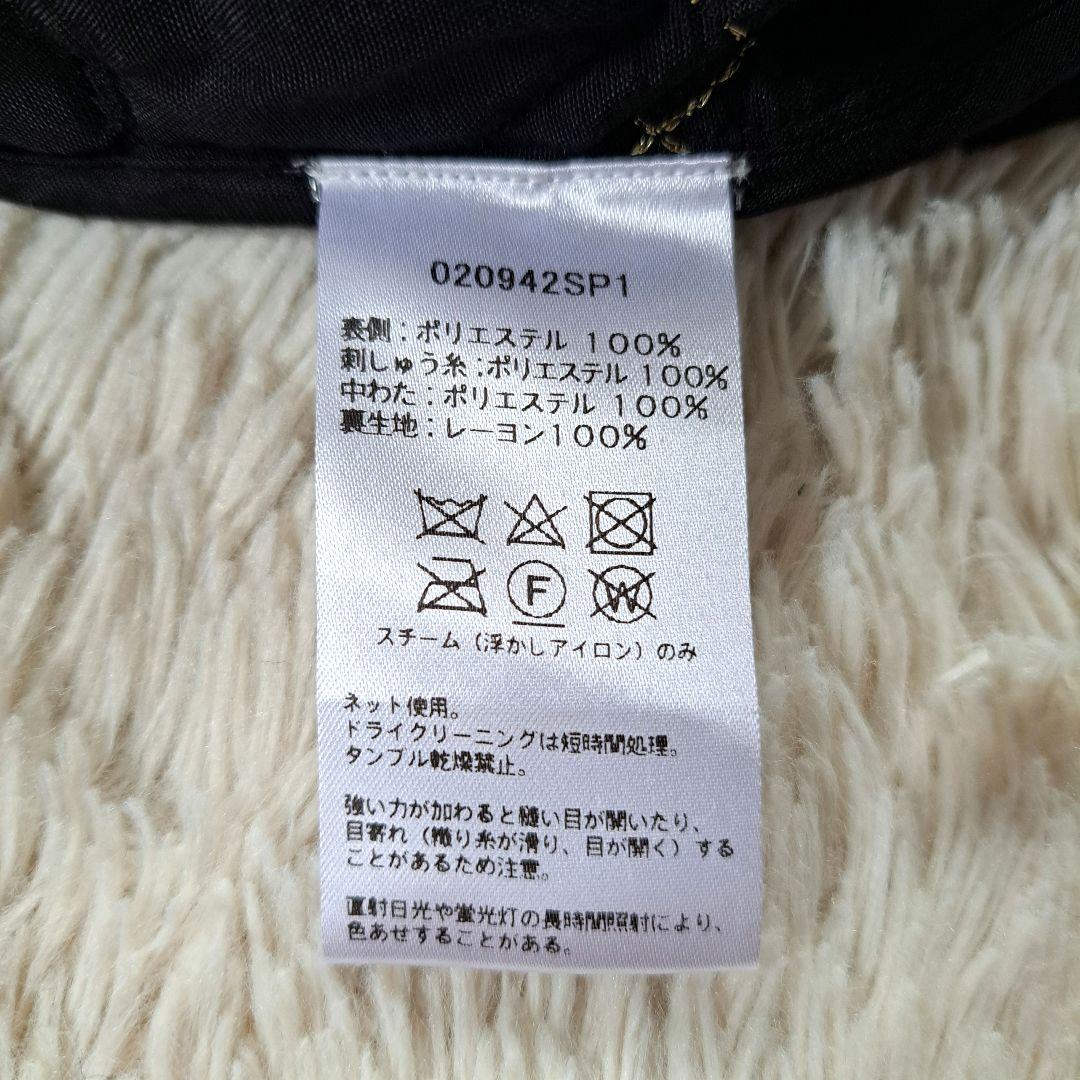 020942SP1
表側：ポリエステル 100％
刺しゅう糸：ポリエステル 100％
中わた：ポリエステル 100％
裏生地：レーヨン100％
F W
スチーム（浮かしアイロン）のみ
ネット使用。
ドライクリーニングは短時間処理。
タンブル乾燥禁止。
強い力が加わると縫い目が開いたり、
目寄れ（織り糸が滑り、目が開く）する
ことがあるため注意。
直射日光や蛍光灯の長時間照射により、
色あせすることがある。